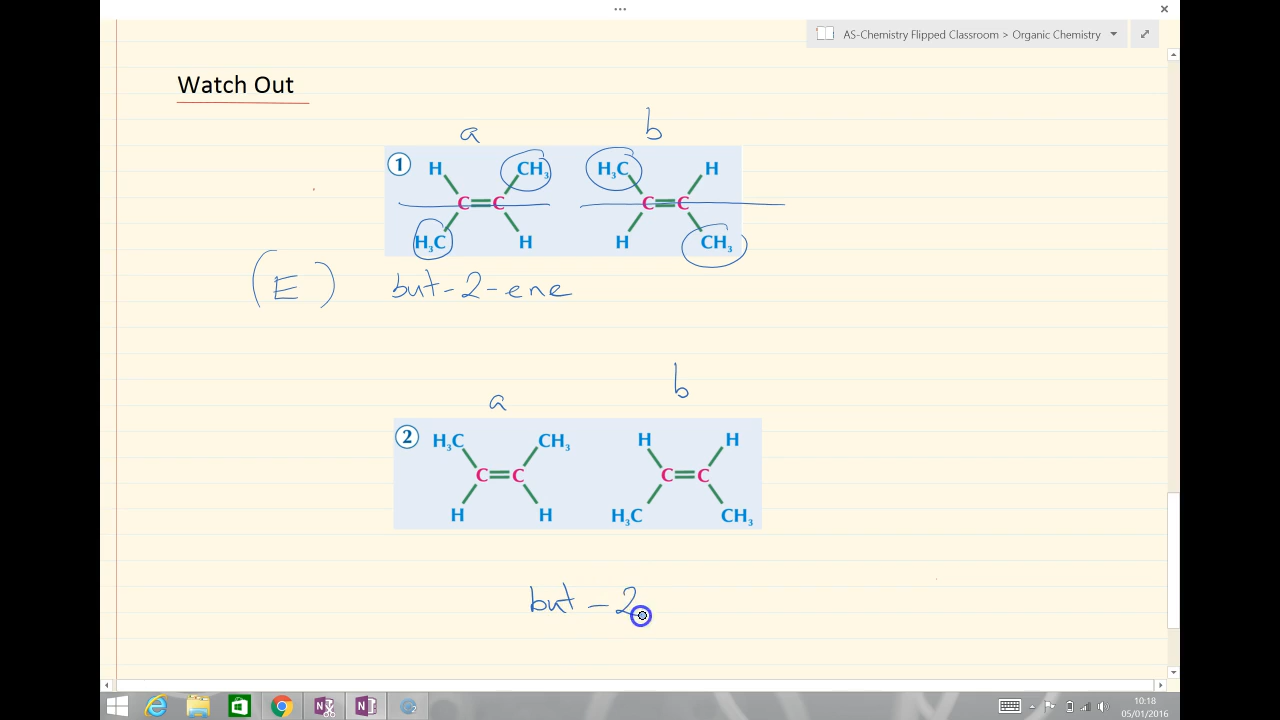 AS-Chemistry Flipped Classroom > Organic Chemistry
Watch Out
a b
1 H CH₃ H₃C H
C=C C=C
H₃C H H CH₃
(E) but-2-ene
a b
2 H₃C CH₃ H H
C=C C=C
H H H₃C CH₃
but - 2
10:18
05/01/2016